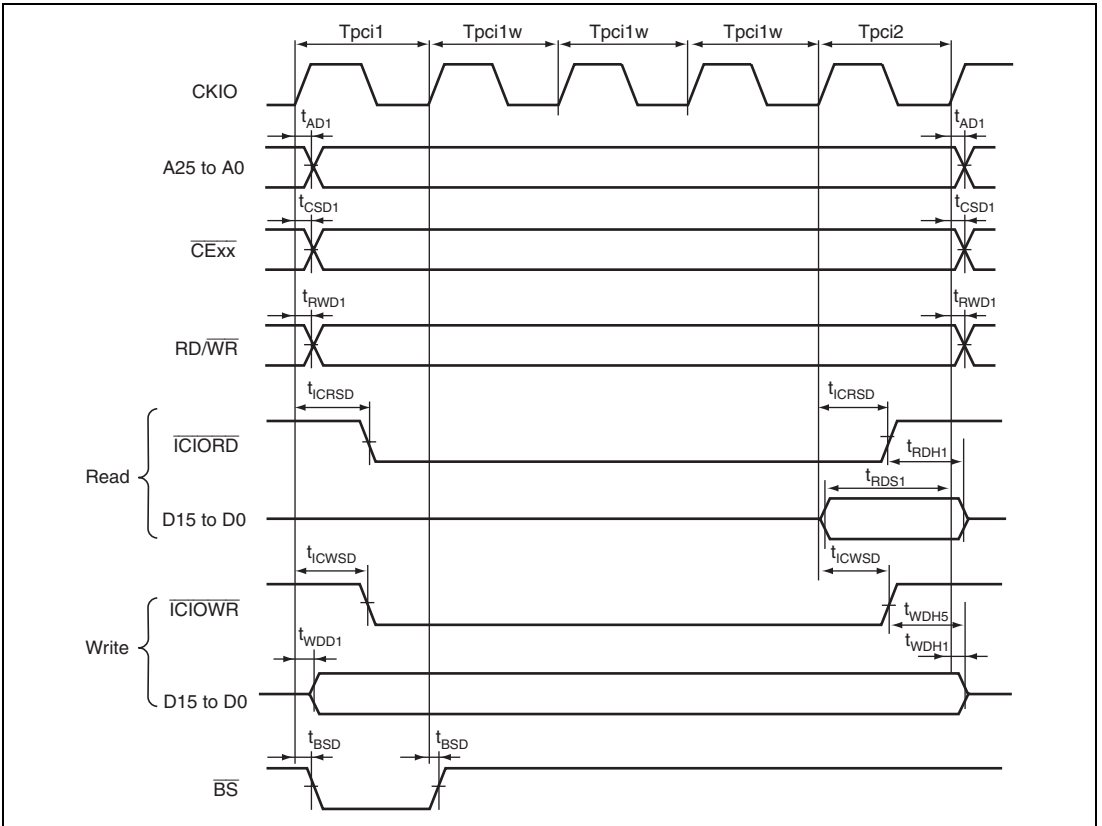 Tpci1 Tpci1w Tpci1w Tpci1w Tpci2
CKIO
tAD1 tAD1
A25 to A0
tCSD1 tCSD1
CExx
tRWD1 tRWD1
RD/WR
tICRSD tICRSD
ICIORD
tRDH1
Read
tRDS1
D15 to D0
tICWSD tICWSD
ICIOWR
tWDH5
Write
tWDD1 tWDH1
D15 to D0
tBSD tBSD
BS